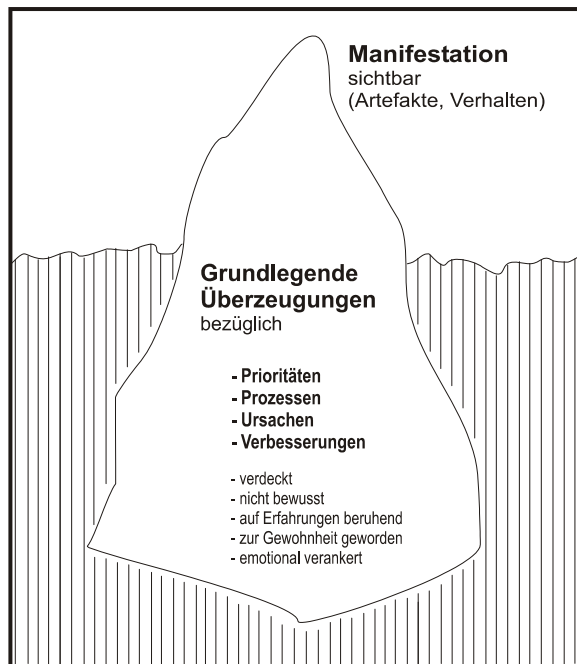 Manifestation
sichtbar
(Artefakte, Verhalten)
Grundlegende
Überzeugungen
bezüglich
- Prioritäten
- Prozessen
- Ursachen
- Verbesserungen
- verdeckt
- nicht bewusst
- auf Erfahrungen beruhend
- zur Gewohnheit geworden
- emotional verankert